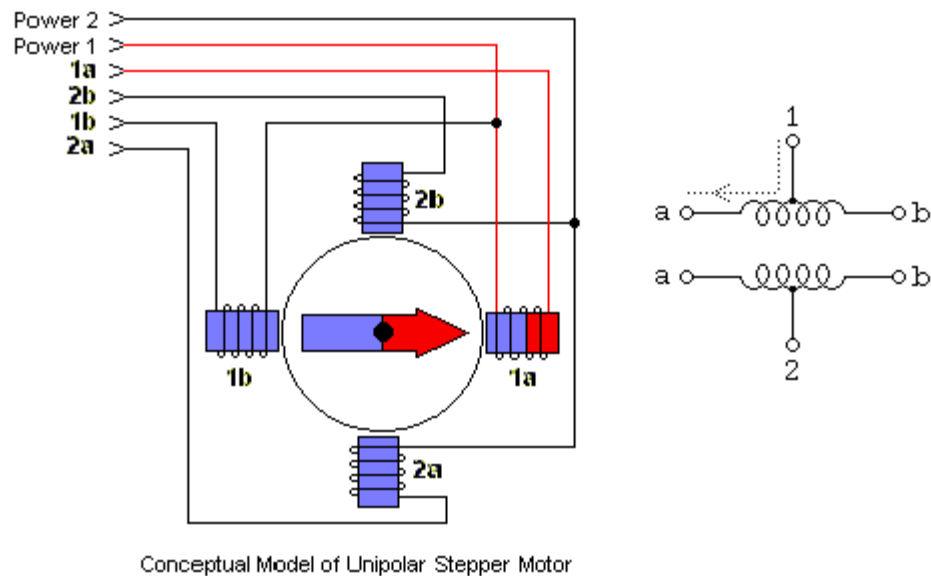 Power 2
Power 1
1a
2b
1b
2a
2b
1b
1a
2a
1
a b
a b
2
Conceptual Model of Unipolar Stepper Motor